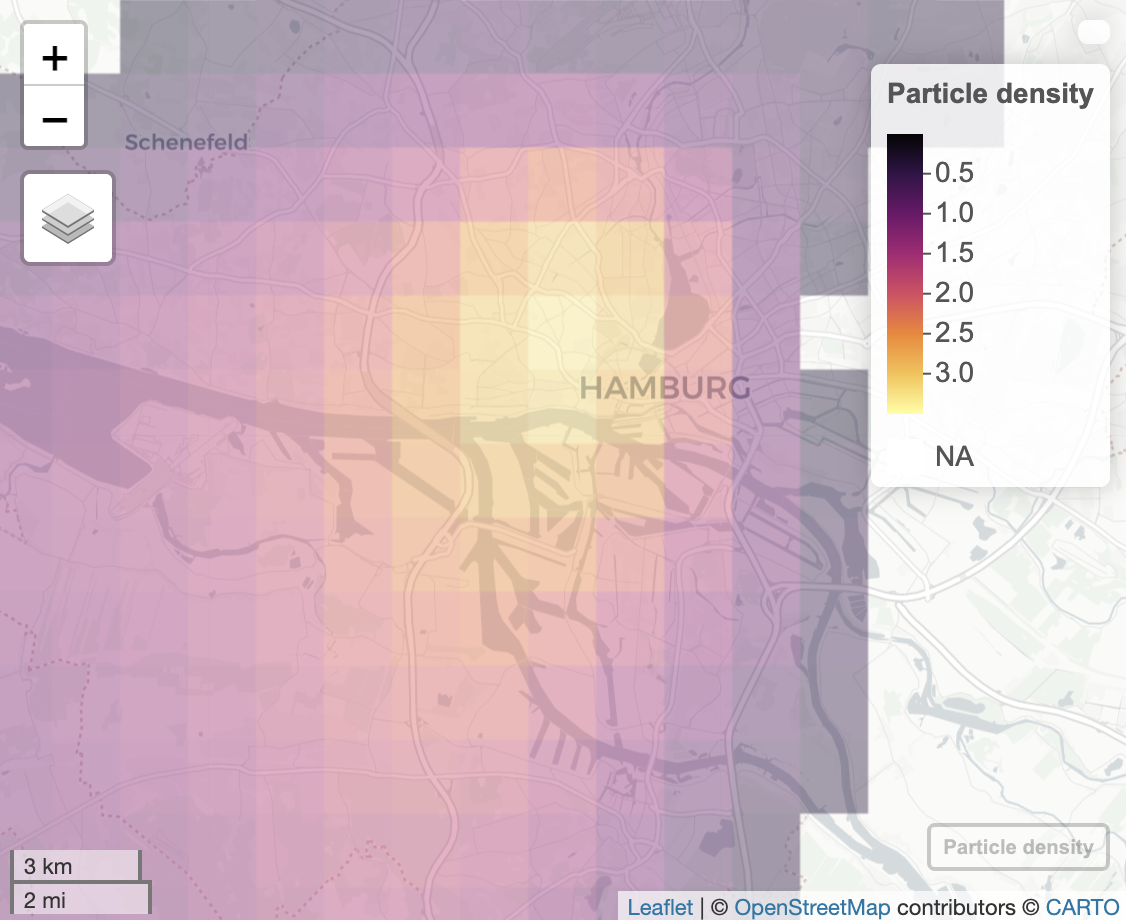 +
−
Schenefeld
HAMBURG
Particle density
0.5
1.0
1.5
2.0
2.5
3.0
NA
Particle density
3 km
2 mi
Leaflet | © OpenStreetMap contributors © CARTO